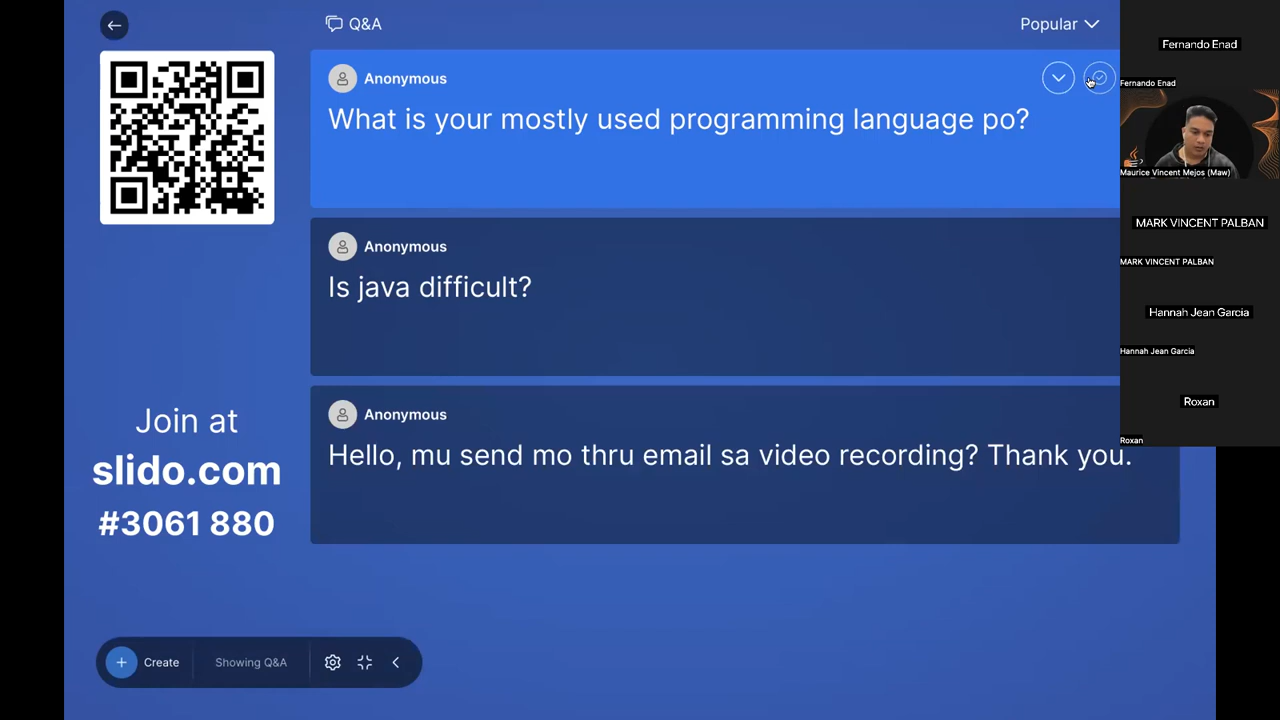 Q&A
Popular
Anonymous
What is your mostly used programming language po?
Anonymous
Is java difficult?
Anonymous
Hello, mu send mo thru email sa video recording? Thank you.
Join at
slido.com
#3061 880
Create
Showing Q&A
Fernando Enad
Fernando Enad
Maurice Vincent Mejos (Maw)
MARK VINCENT PALBAN
MARK VINCENT PALBAN
Hannah Jean Garcia
Hannah Jean Garcia
Roxan
Roxan